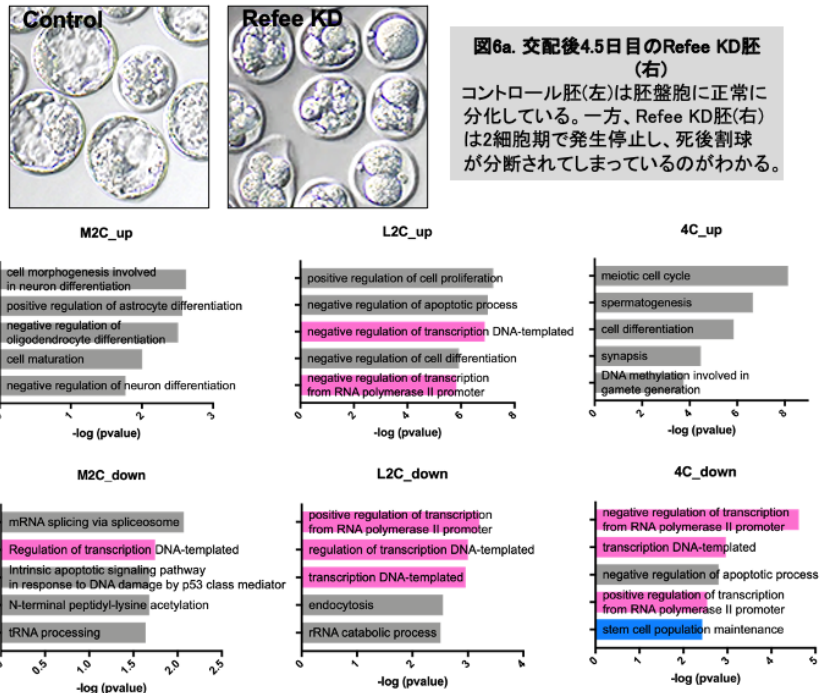 Control
Refee KD
図6a. 交配後4.5日目のRefee KD胚
(右)
コントロール胚(左)は胚盤胞に正常に
分化している。一方、Refee KD胚(右)
は2細胞期で発生停止し、死後割球
が分断されてしまっているのがわかる。
M2C_up
cell morphogenesis involved
in neuron differentiation
positive regulation of astrocyte differentiation
negative regulation of
oligodendrocyte differentiation
cell maturation
negative regulation of neuron differentiation
0 1 2 3
-log (pvalue)
L2C_up
positive regulation of cell proliferation
negative regulation of apoptotic process
negative regulation of transcription DNA-templated
negative regulation of cell differentiation
negative regulation of transcription
from RNA polymerase II promoter
0 2 4 6 8
-log (pvalue)
4C_up
meiotic cell cycle
spermatogenesis
cell differentiation
synapsis
DNA methylation involved in
gamete generation
0 2 4 6 8
-log (pvalue)
M2C_down
mRNA splicing via spliceosome
Regulation of transcription DNA-templated
Intrinsic apoptotic signaling pathway
in response to DNA damage by p53 class mediator
N-terminal peptidyl-lysine acetylation
tRNA processing
0 0.5 1.0 1.5 2.0 2.5
-log (pvalue)
L2C_down
positive regulation of transcription
from RNA polymerase II promoter
regulation of transcription DNA-templated
transcription DNA-templated
endocytosis
rRNA catabolic process
0 1 2 3 4
-log (pvalue)
4C_down
negative regulation of transcription
from RNA polymerase II promoter
transcription DNA-templated
negative regulation of apoptotic process
positive regulation of transcription
from RNA polymerase II promoter
stem cell population maintenance
0 1 2 3 4 5
-log (pvalue)